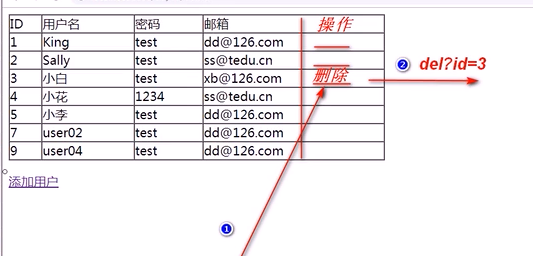 ID 用户名 密码 邮箱 操作
1 King test dd@126.com
2 Sally test ss@tedu.cn
3 小白 test xb@126.com 删除 2 del?id=3
4 小花 1234 ss@tedu.cn
5 小李 test dd@126.com
7 user02 test dd@126.com
9 user04 test dd@126.com
添加用户
1